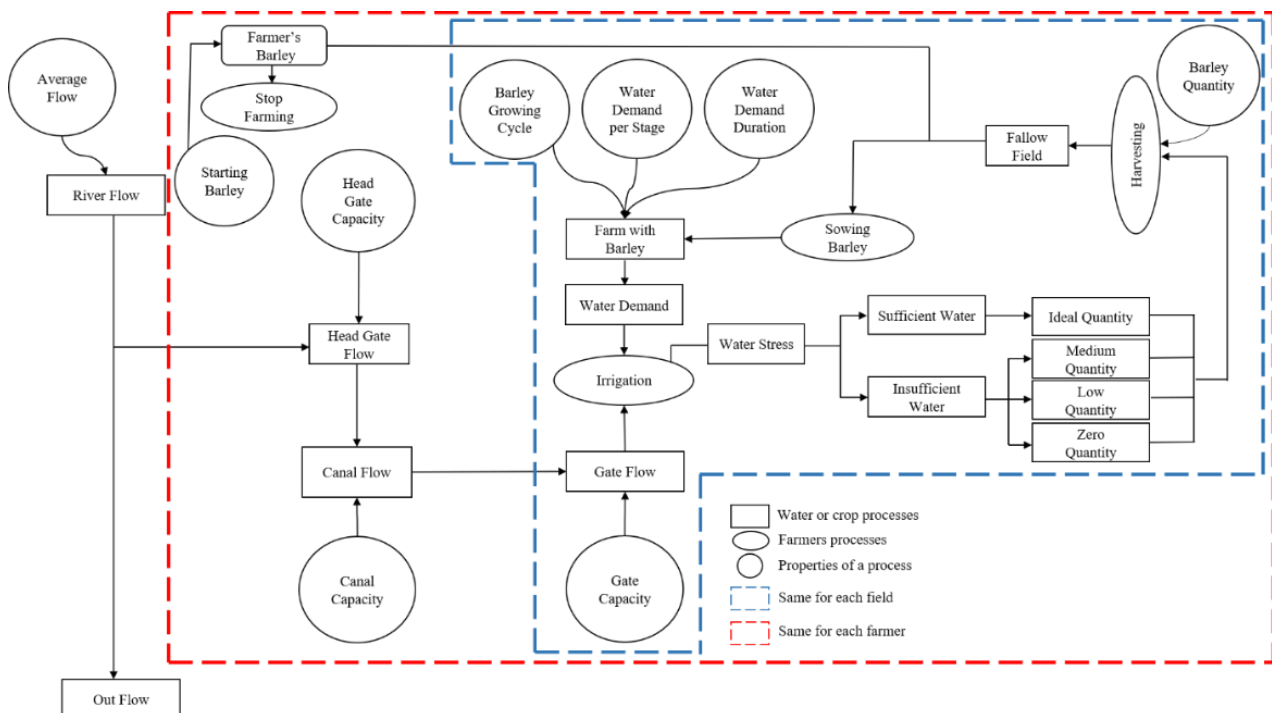 Average
Flow
River Flow
Out Flow
Farmer's
Barley
Stop
Farming
Starting
Barley
Head
Gate
Capacity
Head Gate
Flow
Canal Flow
Canal
Capacity
Barley
Growing
Cycle
Water
Demand
per Stage
Water
Demand
Duration
Farm with
Barley
Water Demand
Irrigation
Gate Flow
Gate
Capacity
Sowing
Barley
Fallow
Field
Harvesting
Barley
Quantity
Water Stress
Sufficient Water
Insufficient
Water
Ideal Quantity
Medium
Quantity
Low
Quantity
Zero
Quantity
Water or crop processes
Farmers processes
Properties of a process
Same for each field
Same for each farmer